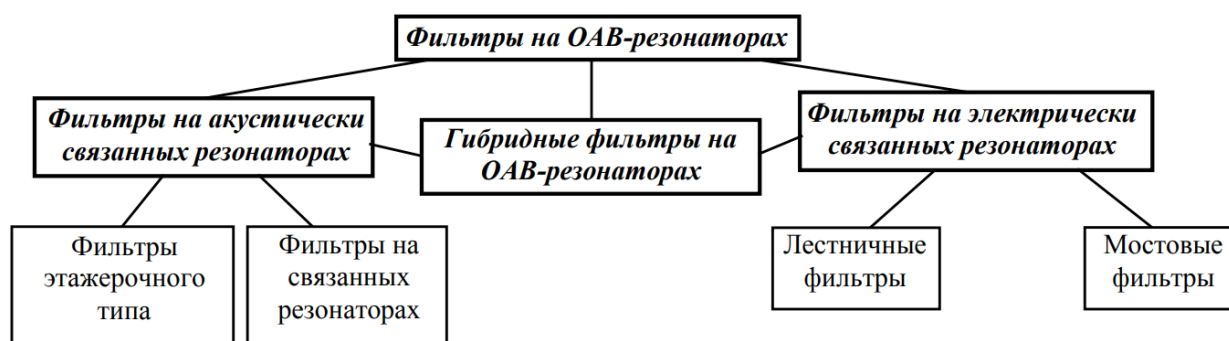 Фильтры на ОАВ-резонаторах
Фильтры на акустически
связанных резонаторах
Гибридные фильтры на
ОАВ-резонаторах
Фильтры на электрически
связанных резонаторах
Фильтры
этажерочного
типа
Фильтры на
связанных
резонаторах
Лестничные
фильтры
Мостовые
фильтры